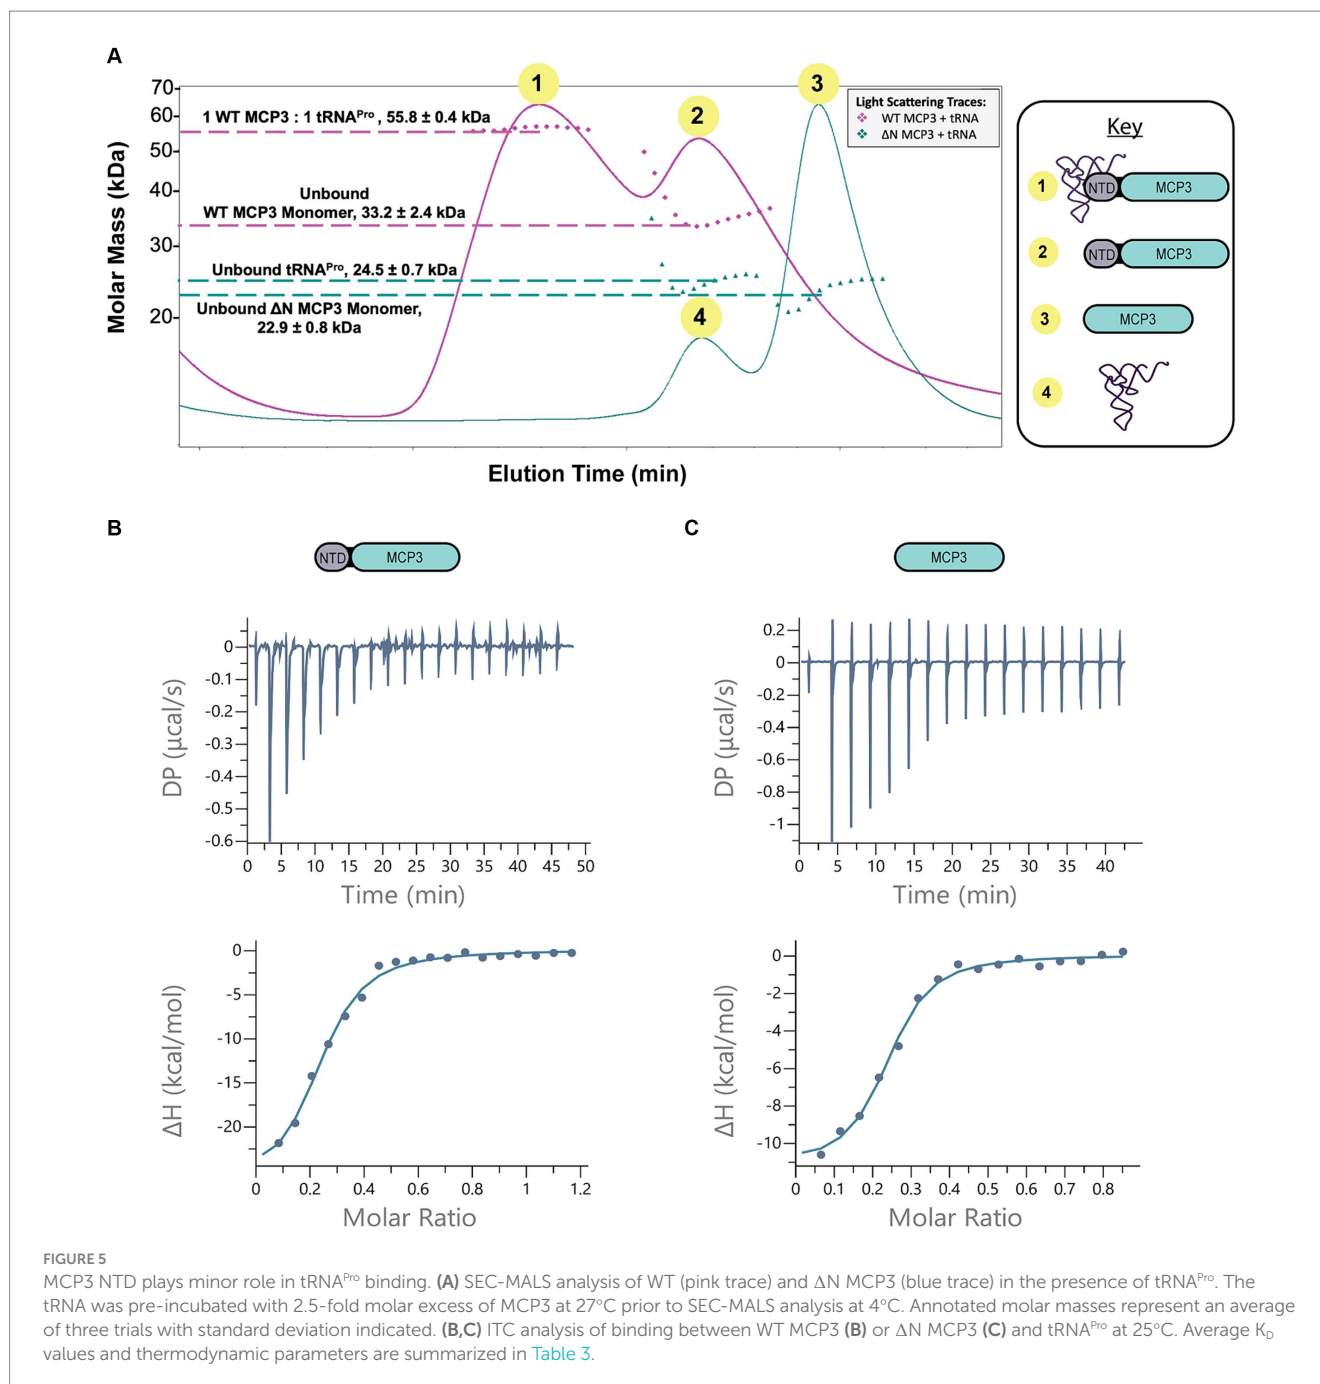 A
70
60
50
40
30
20
Molar Mass (kDa)
1 WT MCP3 : 1 tRNAPro , 55.8 ± 0.4 kDa
Unbound
WT MCP3 Monomer, 33.2 ± 2.4 kDa
Unbound tRNAPro, 24.5 ± 0.7 kDa
Unbound ΔN MCP3 Monomer,
22.9 ± 0.8 kDa
1
2
3
4
Light Scattering Traces:
WT MCP3 + tRNA
ΔN MCP3 + tRNA
Elution Time (min)
Key
1 NTD MCP3
2 NTD MCP3
3 MCP3
4
B
NTD MCP3
0
-0.1
-0.2
-0.3
-0.4
-0.5
-0.6
DP (µcal/s)
0 5 10 15 20 25 30 35 40 45 50
Time (min)
0
-5
-10
-15
-20
ΔH (kcal/mol)
0 0.2 0.4 0.6 0.8 1 1.2
Molar Ratio
C
MCP3
0.2
0
-0.2
-0.4
-0.6
-0.8
-1
DP (µcal/s)
0 5 10 15 20 25 30 35 40
Time (min)
0
-2
-4
-6
-8
-10
ΔH (kcal/mol)
0 0.1 0.2 0.3 0.4 0.5 0.6 0.7 0.8
Molar Ratio
FIGURE 5
MCP3 NTD plays minor role in tRNAPro binding. (A) SEC-MALS analysis of WT (pink trace) and ΔN MCP3 (blue trace) in the presence of tRNAPro. The
tRNA was pre-incubated with 2.5-fold molar excess of MCP3 at 27°C prior to SEC-MALS analysis at 4°C. Annotated molar masses represent an average
of three trials with standard deviation indicated. (B,C) ITC analysis of binding between WT MCP3 (B) or ΔN MCP3 (C) and tRNAPro at 25°C. Average KD
values and thermodynamic parameters are summarized in Table 3.